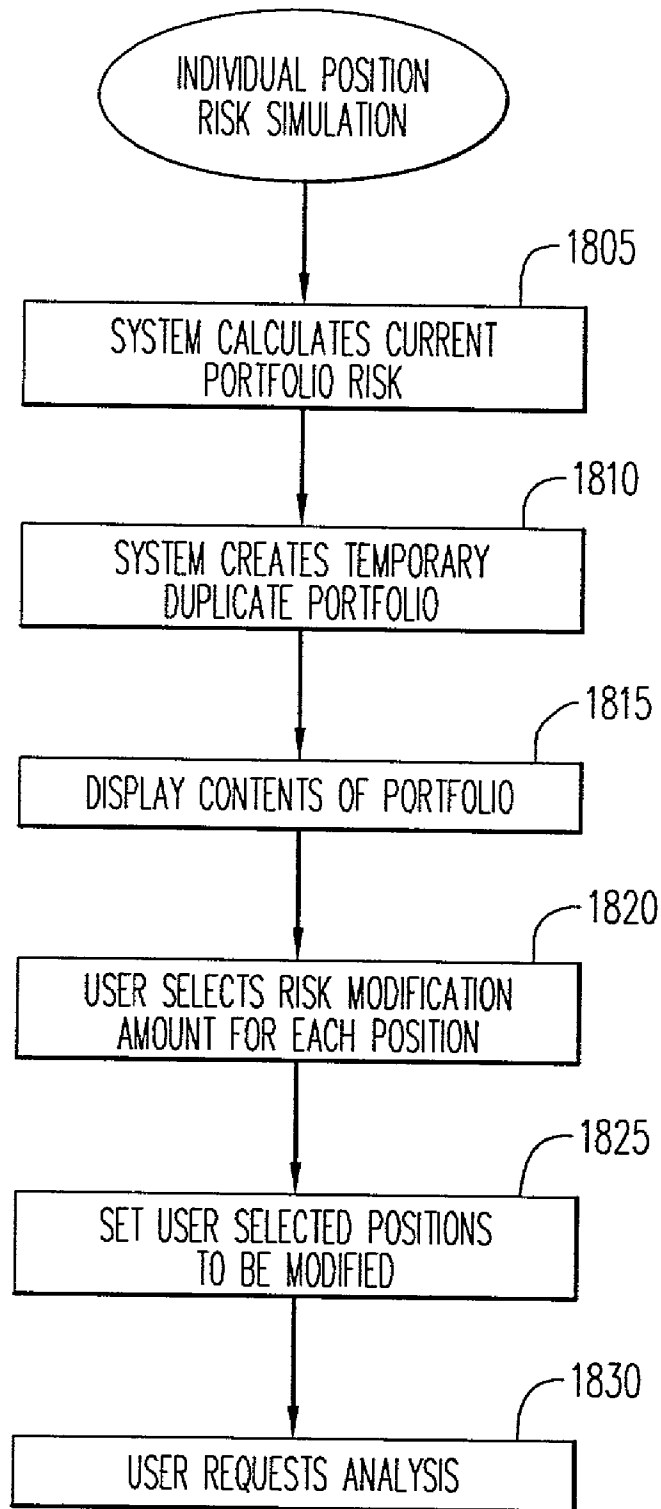 INDIVIDUAL POSITION
RISK SIMULATION
1805
SYSTEM CALCULATES CURRENT
PORTFOLIO RISK
1810
SYSTEM CREATES TEMPORARY
DUPLICATE PORTFOLIO
1815
DISPLAY CONTENTS OF PORTFOLIO
1820
USER SELECTS RISK MODIFICATION
AMOUNT FOR EACH POSITION
1825
SET USER SELECTED POSITIONS
TO BE MODIFIED
1830
USER REQUESTS ANALYSIS